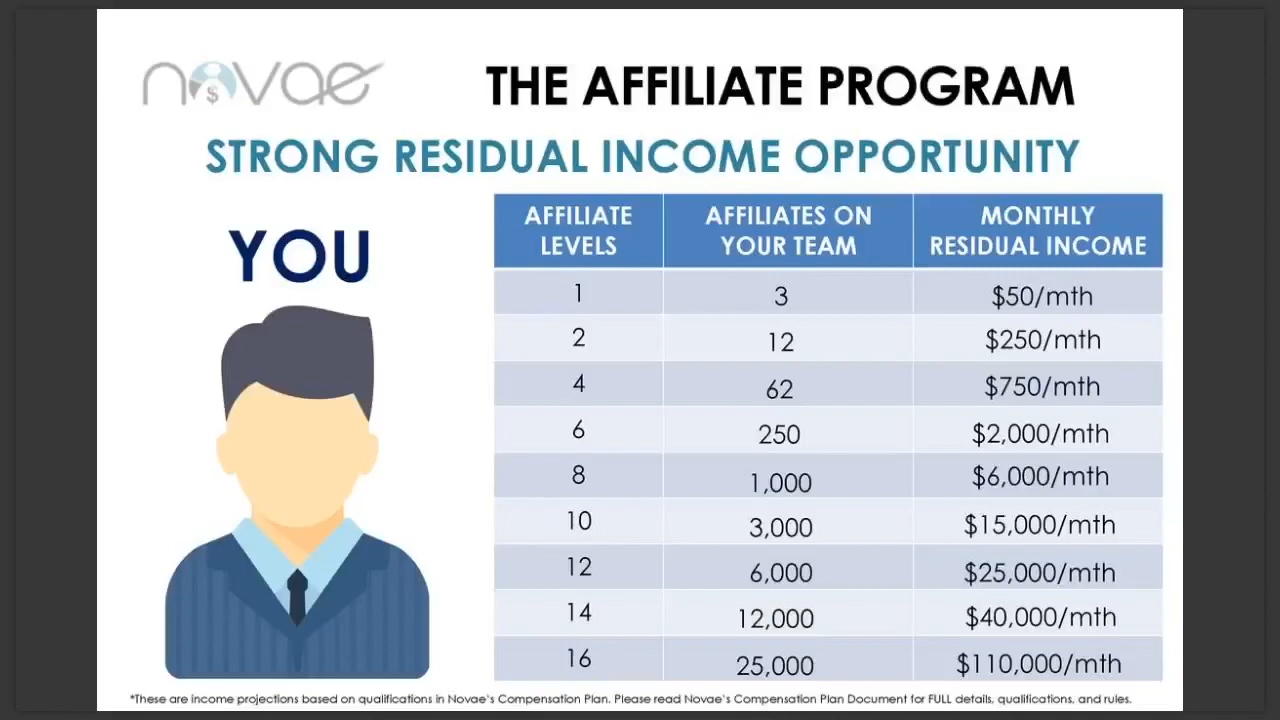 novae
$
THE AFFILIATE PROGRAM
STRONG RESIDUAL INCOME OPPORTUNITY
YOU
AFFILIATE LEVELS AFFILIATES ON YOUR TEAM MONTHLY RESIDUAL INCOME
1 3 $50/mth
2 12 $250/mth
4 62 $750/mth
6 250 $2,000/mth
8 1,000 $6,000/mth
10 3,000 $15,000/mth
12 6,000 $25,000/mth
14 12,000 $40,000/mth
16 25,000 $110,000/mth
*These are income projections based on qualifications in Novae's Compensation Plan. Please read Novae's Compensation Plan Document for FULL details, qualifications, and rules.